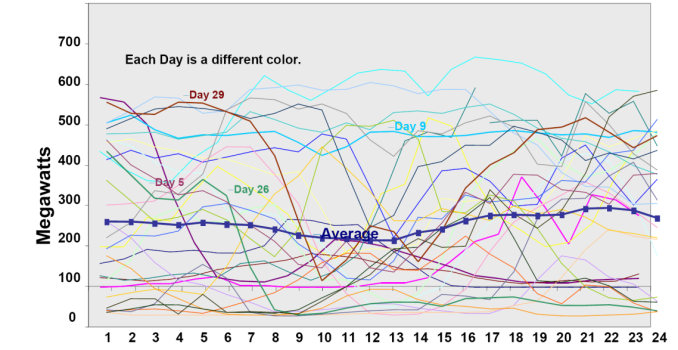 700
Each Day is a different color.
600
Day 29
500
Day 9
400
Day 5
Day 26
300
Average
200
100
0
Megawatts
1 2 3 4 5 6 7 8 9 10 11 12 13 14 15 16 17 18 19 20 21 22 23 24